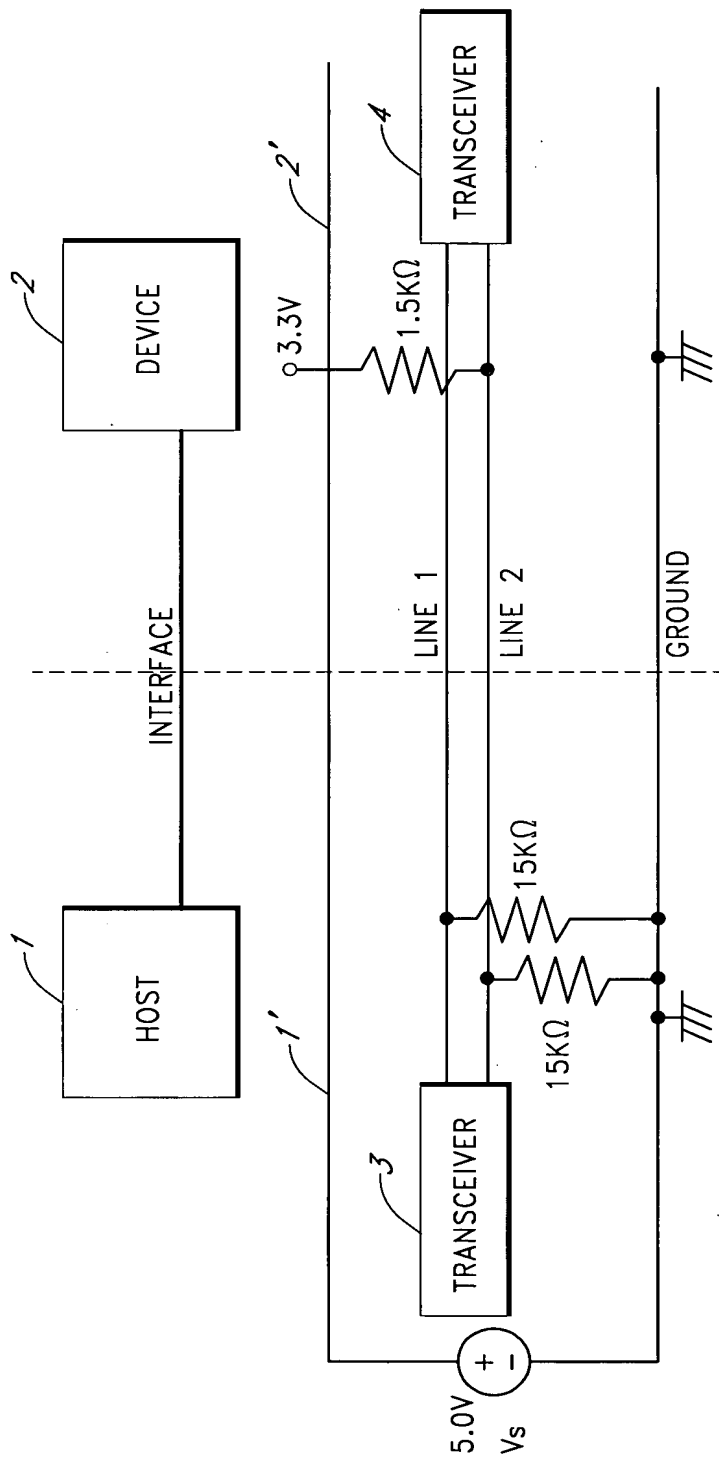 1
HOST
INTERFACE
2
DEVICE
1'
2'
3.3V
1.5KΩ
5.0V
Vs
+
-
3
TRANSCEIVER
4
TRANSCEIVER
LINE 1
LINE 2
15KΩ
15KΩ
GROUND